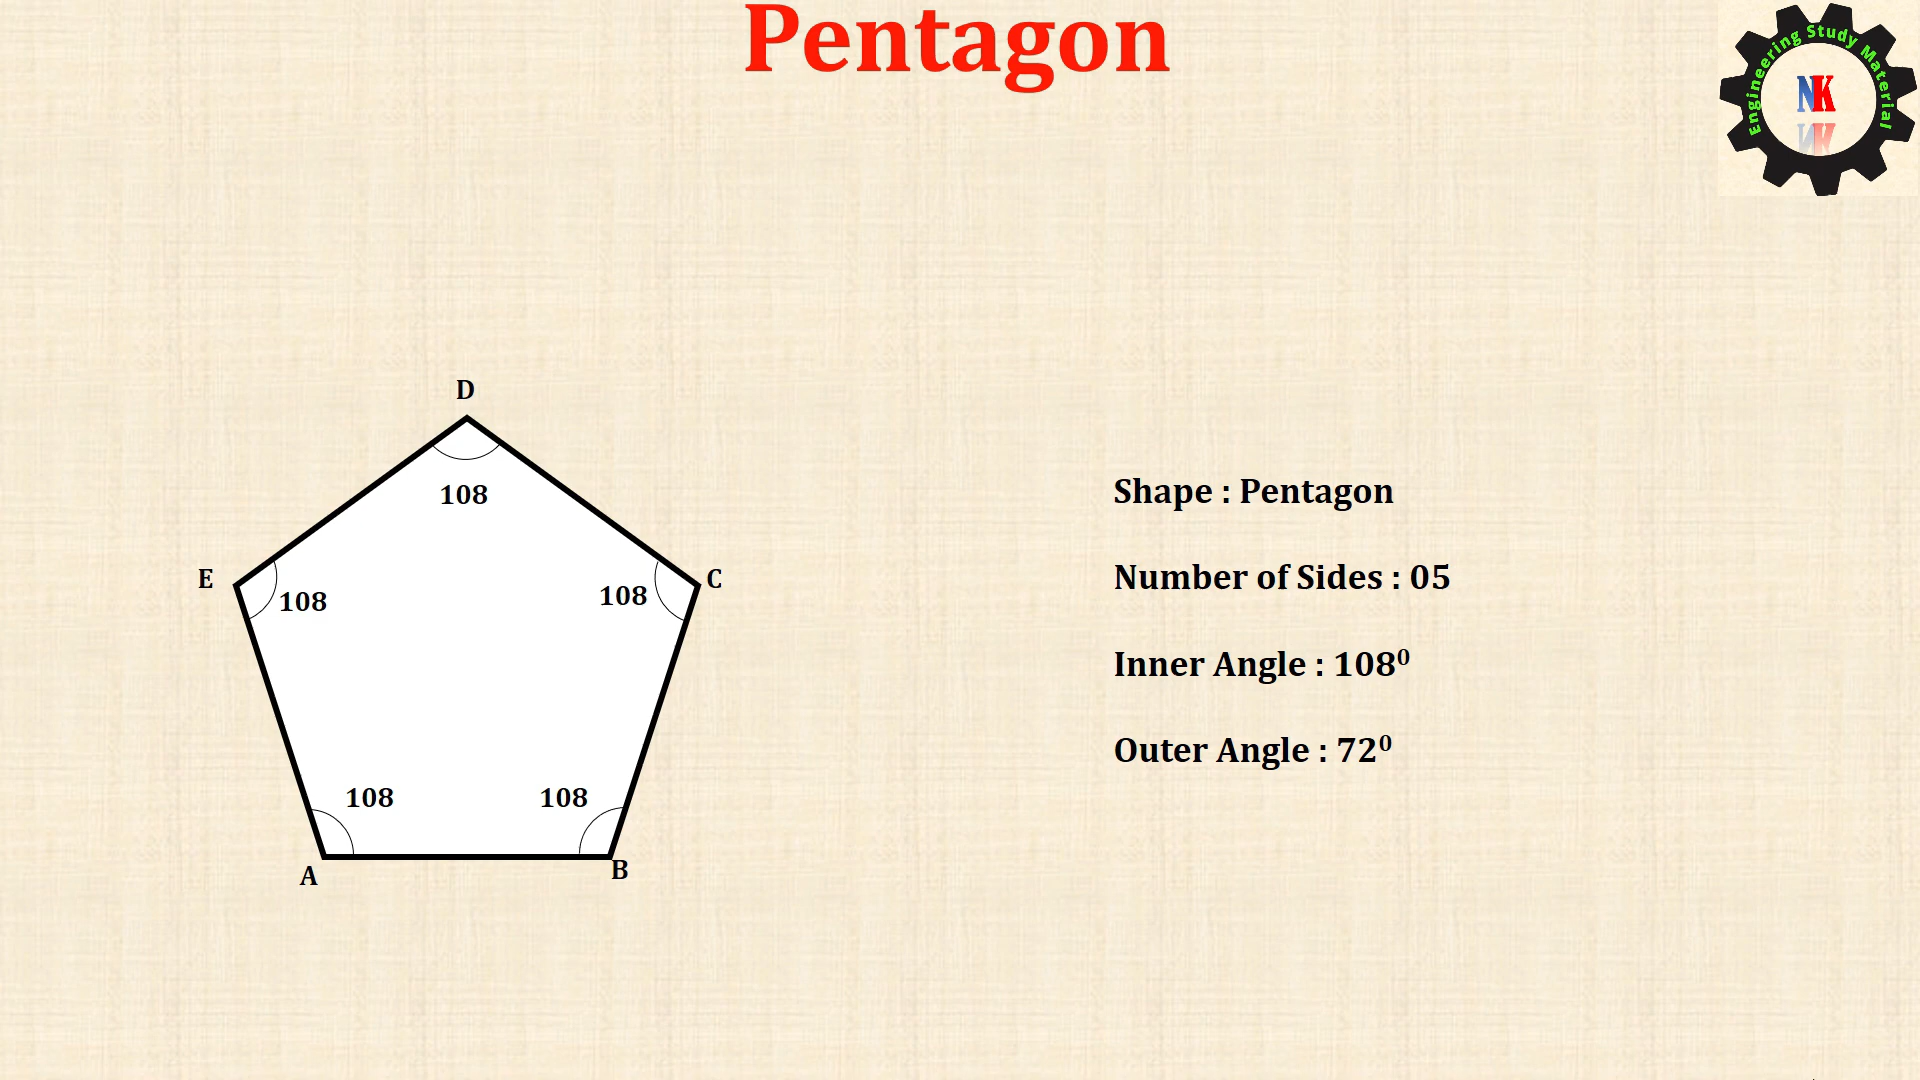 Pentagon
Engineering Study Material
NK
D
108
E
C
108
108
108
108
A
B
Shape : Pentagon
Number of Sides : 05
Inner Angle : 108⁰
Outer Angle : 72⁰